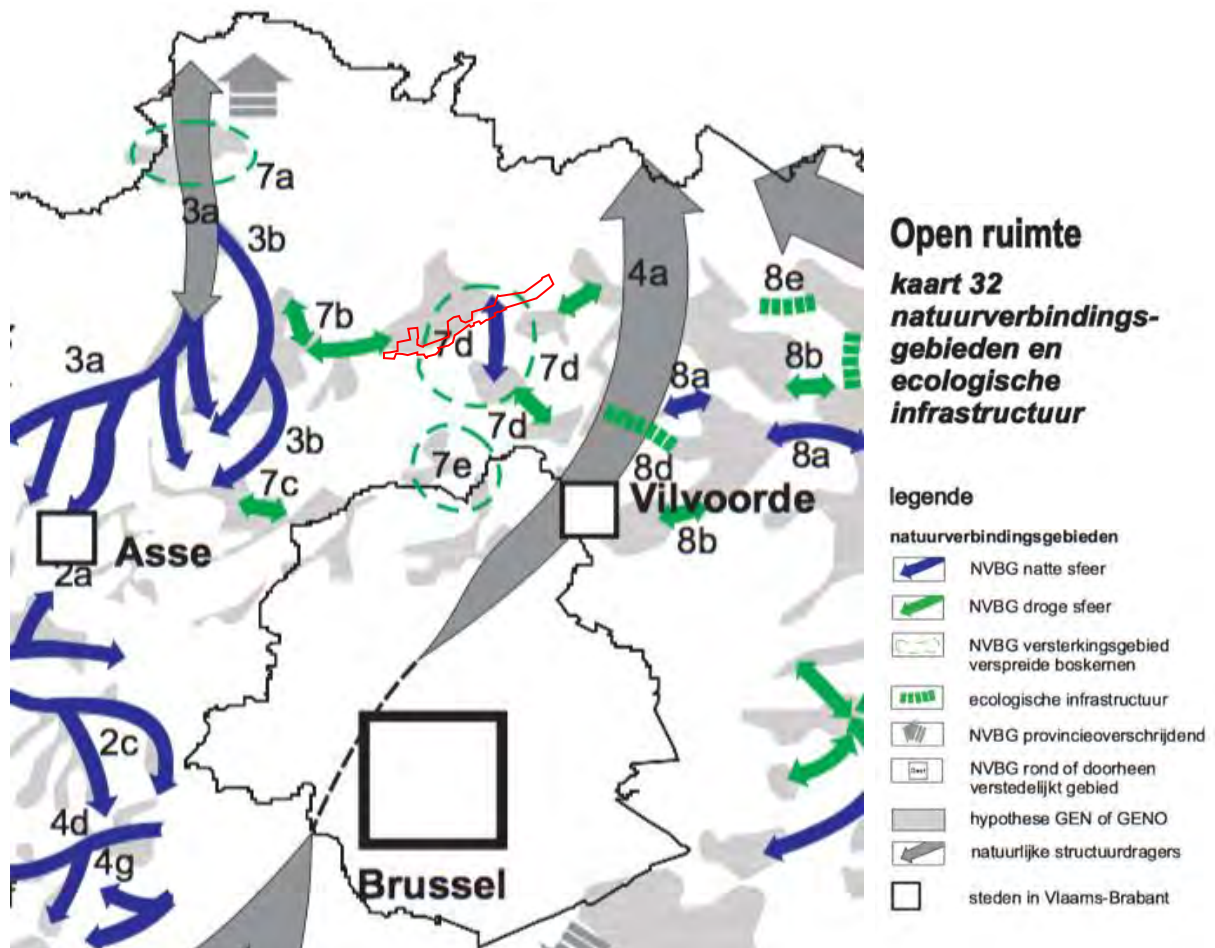 7a
3a
3b
4a
8e
7b
7d
7d
3a
8a
8b
7d
3b
7e
8d
8a
7c
Vilvoorde
8b
Asse
2a
2c
4d
4g
Brussel
Open ruimte
kaart 32
natuurverbindings-
gebieden en
ecologische
infrastructuur
legende
natuurverbindingsgebieden
NVBG natte sfeer
NVBG droge sfeer
NVBG versterkingsgebied
verspreide boskernen
ecologische infrastructuur
NVBG provincieoverschrijdend
NVBG rond of doorheen
verstedelijkt gebied
hypothese GEN of GENO
natuurlijke structuurdragers
steden in Vlaams-Brabant